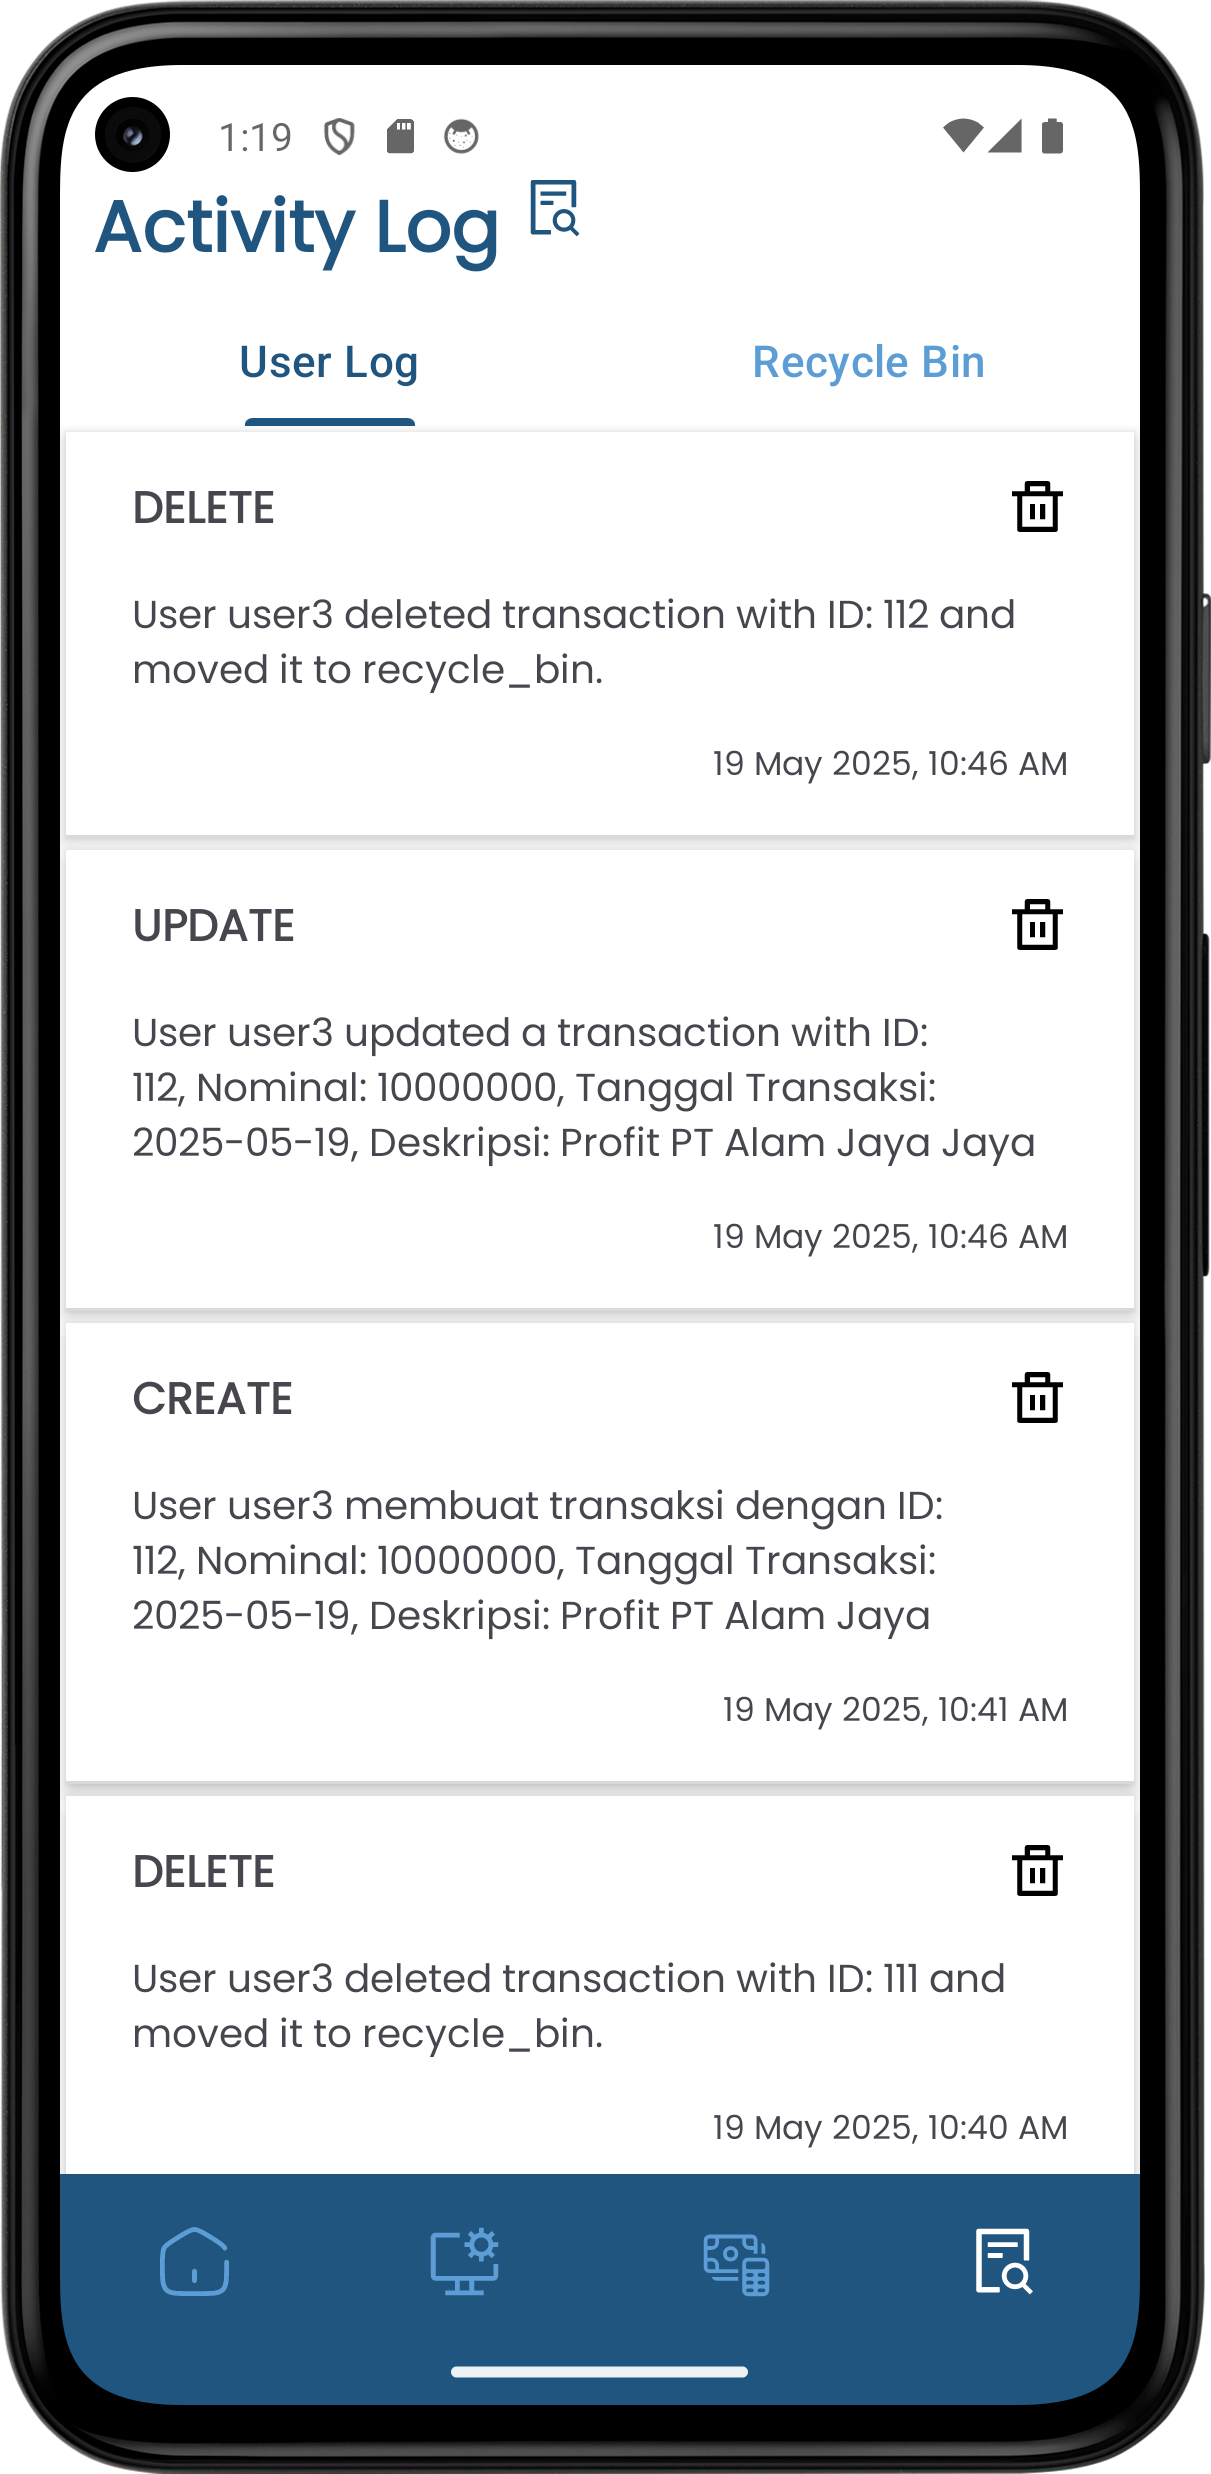 1:19
Activity Log
User Log
Recycle Bin
DELETE
User user3 deleted transaction with ID: 112 and
moved it to recycle_bin.
19 May 2025, 10:46 AM
UPDATE
User user3 updated a transaction with ID:
112, Nominal: 10000000, Tanggal Transaksi:
2025-05-19, Deskripsi: Profit PT Alam Jaya Jaya
19 May 2025, 10:46 AM
CREATE
User user3 membuat transaksi dengan ID:
112, Nominal: 10000000, Tanggal Transaksi:
2025-05-19, Deskripsi: Profit PT Alam Jaya
19 May 2025, 10:41 AM
DELETE
User user3 deleted transaction with ID: 111 and
moved it to recycle_bin.
19 May 2025, 10:40 AM